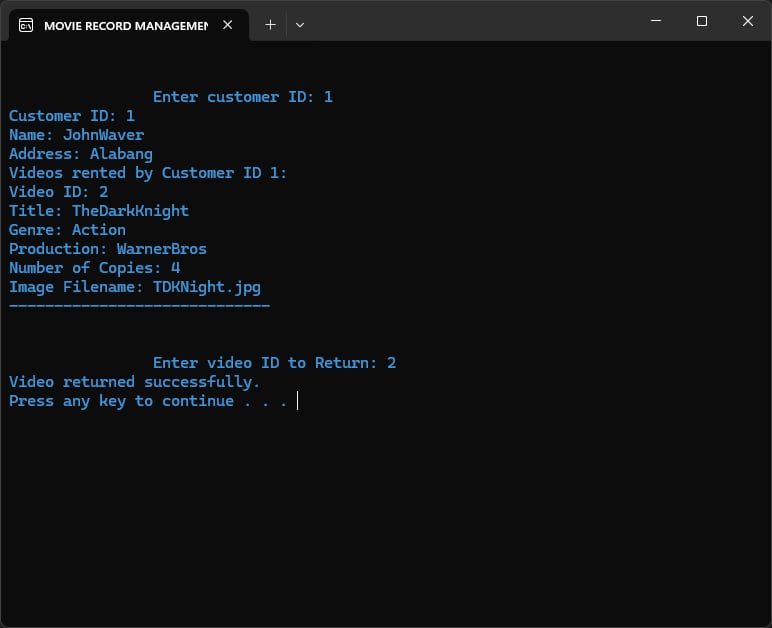 MOVIE RECORD MANAGEMEN
Enter customer ID: 1
Customer ID: 1
Name: JohnWaver
Address: Alabang
Videos rented by Customer ID 1:
Video ID: 2
Title: TheDarkKnight
Genre: Action
Production: WarnerBros
Number of Copies: 4
Image Filename: TDKNight.jpg
-----------------------------
Enter video ID to Return: 2
Video returned successfully.
Press any key to continue . . .